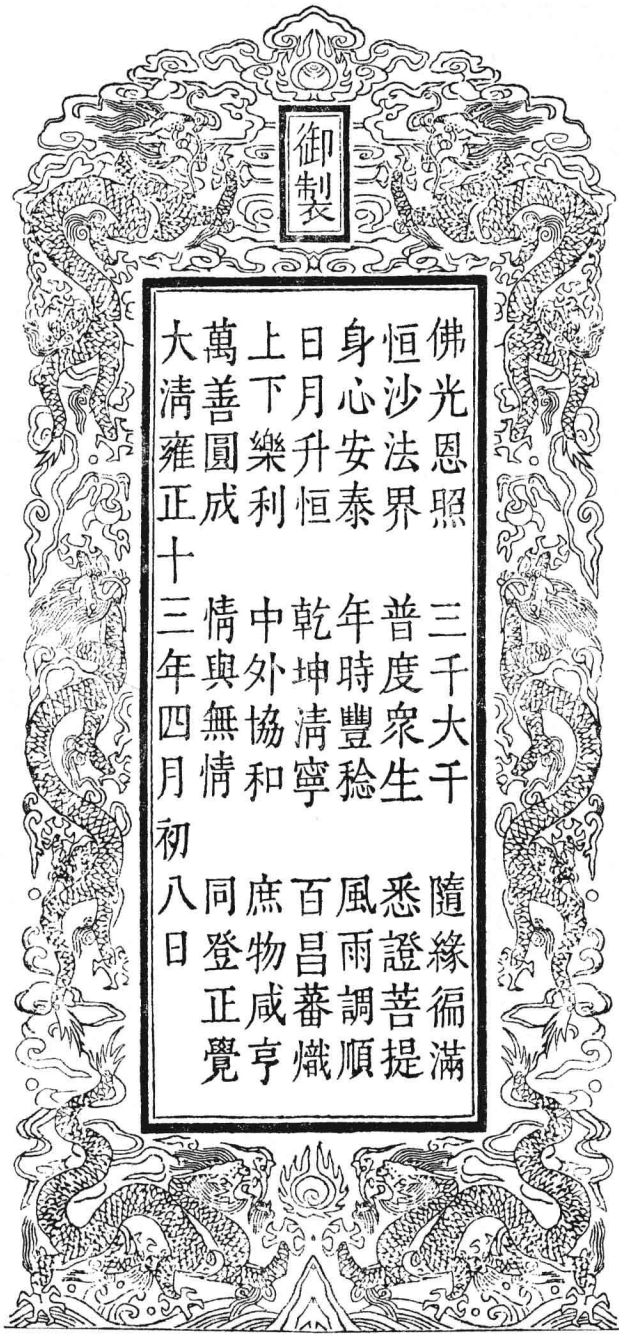 御製
佛光恩照　三千大千　隨緣徧滿
恒沙法界　普度眾生　悉證菩提
身心安泰　年時豐稔　風雨調順
日月升恒　乾坤清寧　百昌蕃熾
上下樂利　中外協和　庶物咸亨
萬善圓成　情與無情　同登正覺
大清雍正十三年四月初八日